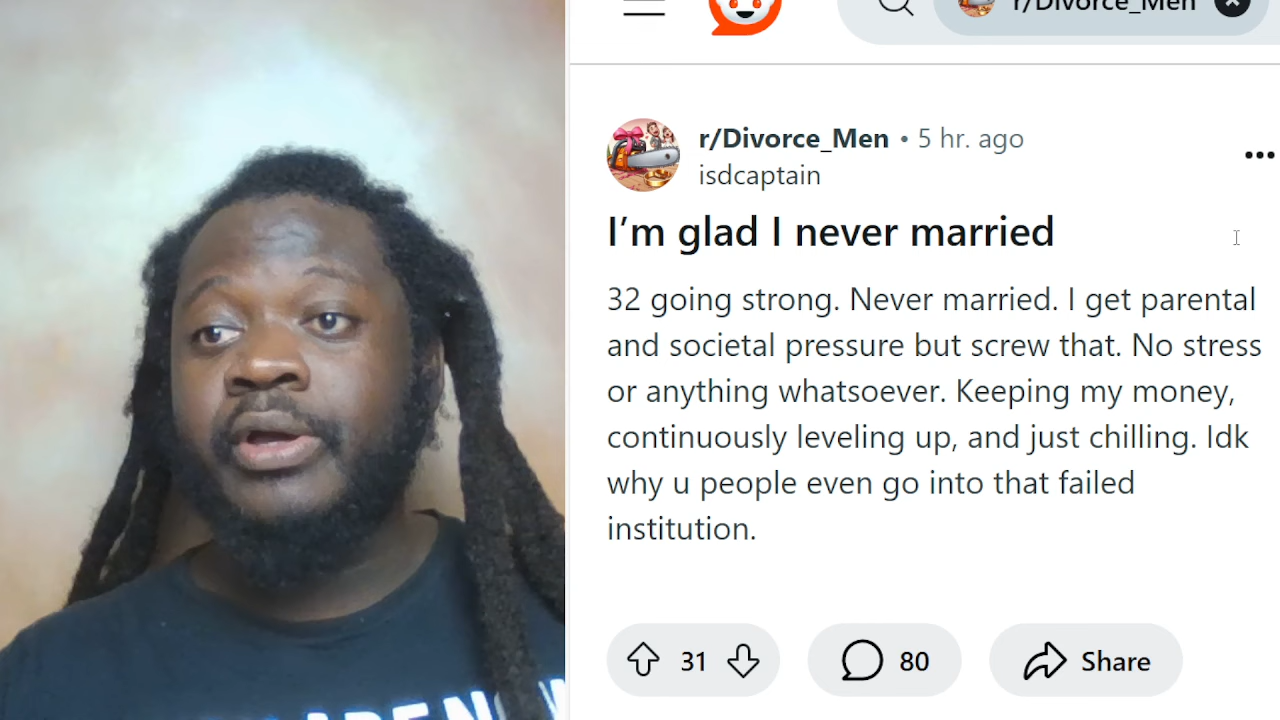 r/Divorce_Men
r/Divorce_Men • 5 hr. ago
isdcaptain
I’m glad I never married
32 going strong. Never married. I get parental
and societal pressure but screw that. No stress
or anything whatsoever. Keeping my money,
continuously leveling up, and just chilling. Idk
why u people even go into that failed
institution.
31
80
Share